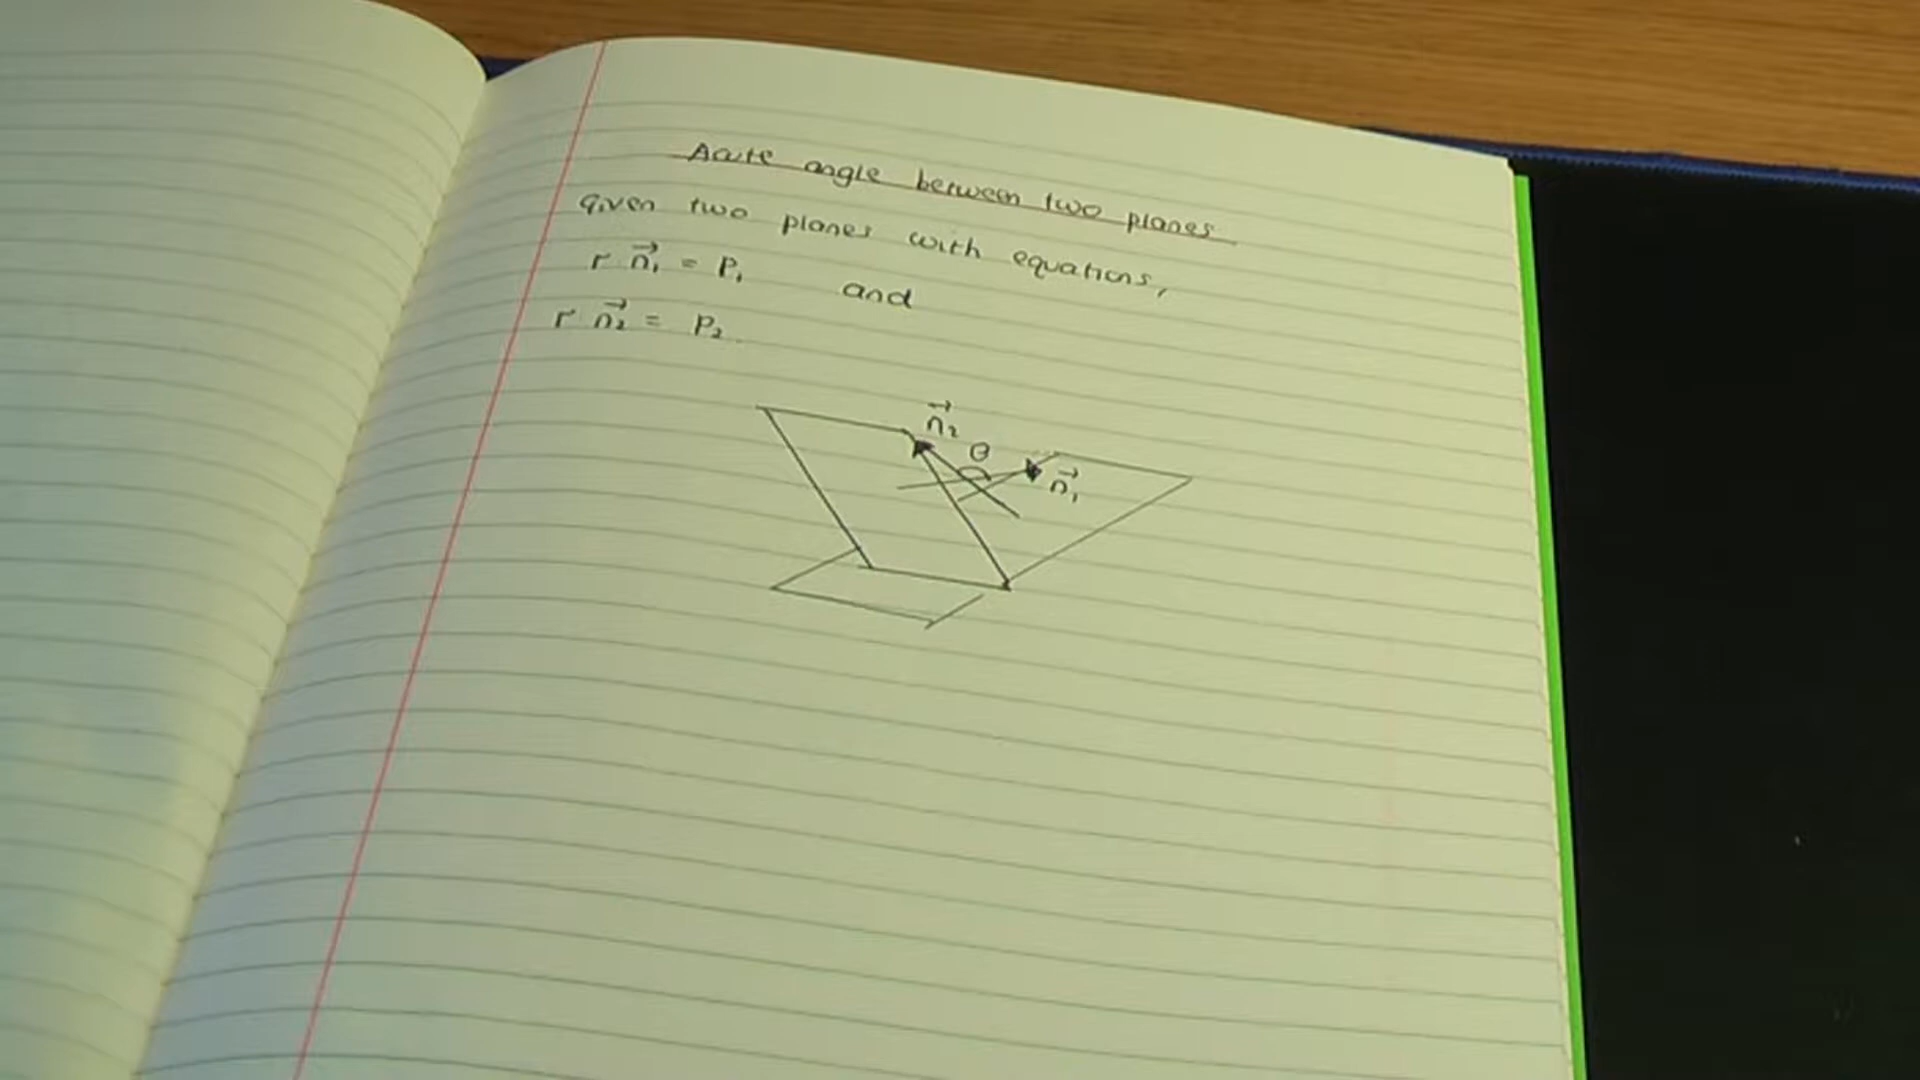 Acute angle between two planes
given two planes with equations,
r n⃗₁ = P₁ and
r n⃗₂ = P₂.
n⃗₂
θ
n⃗₁